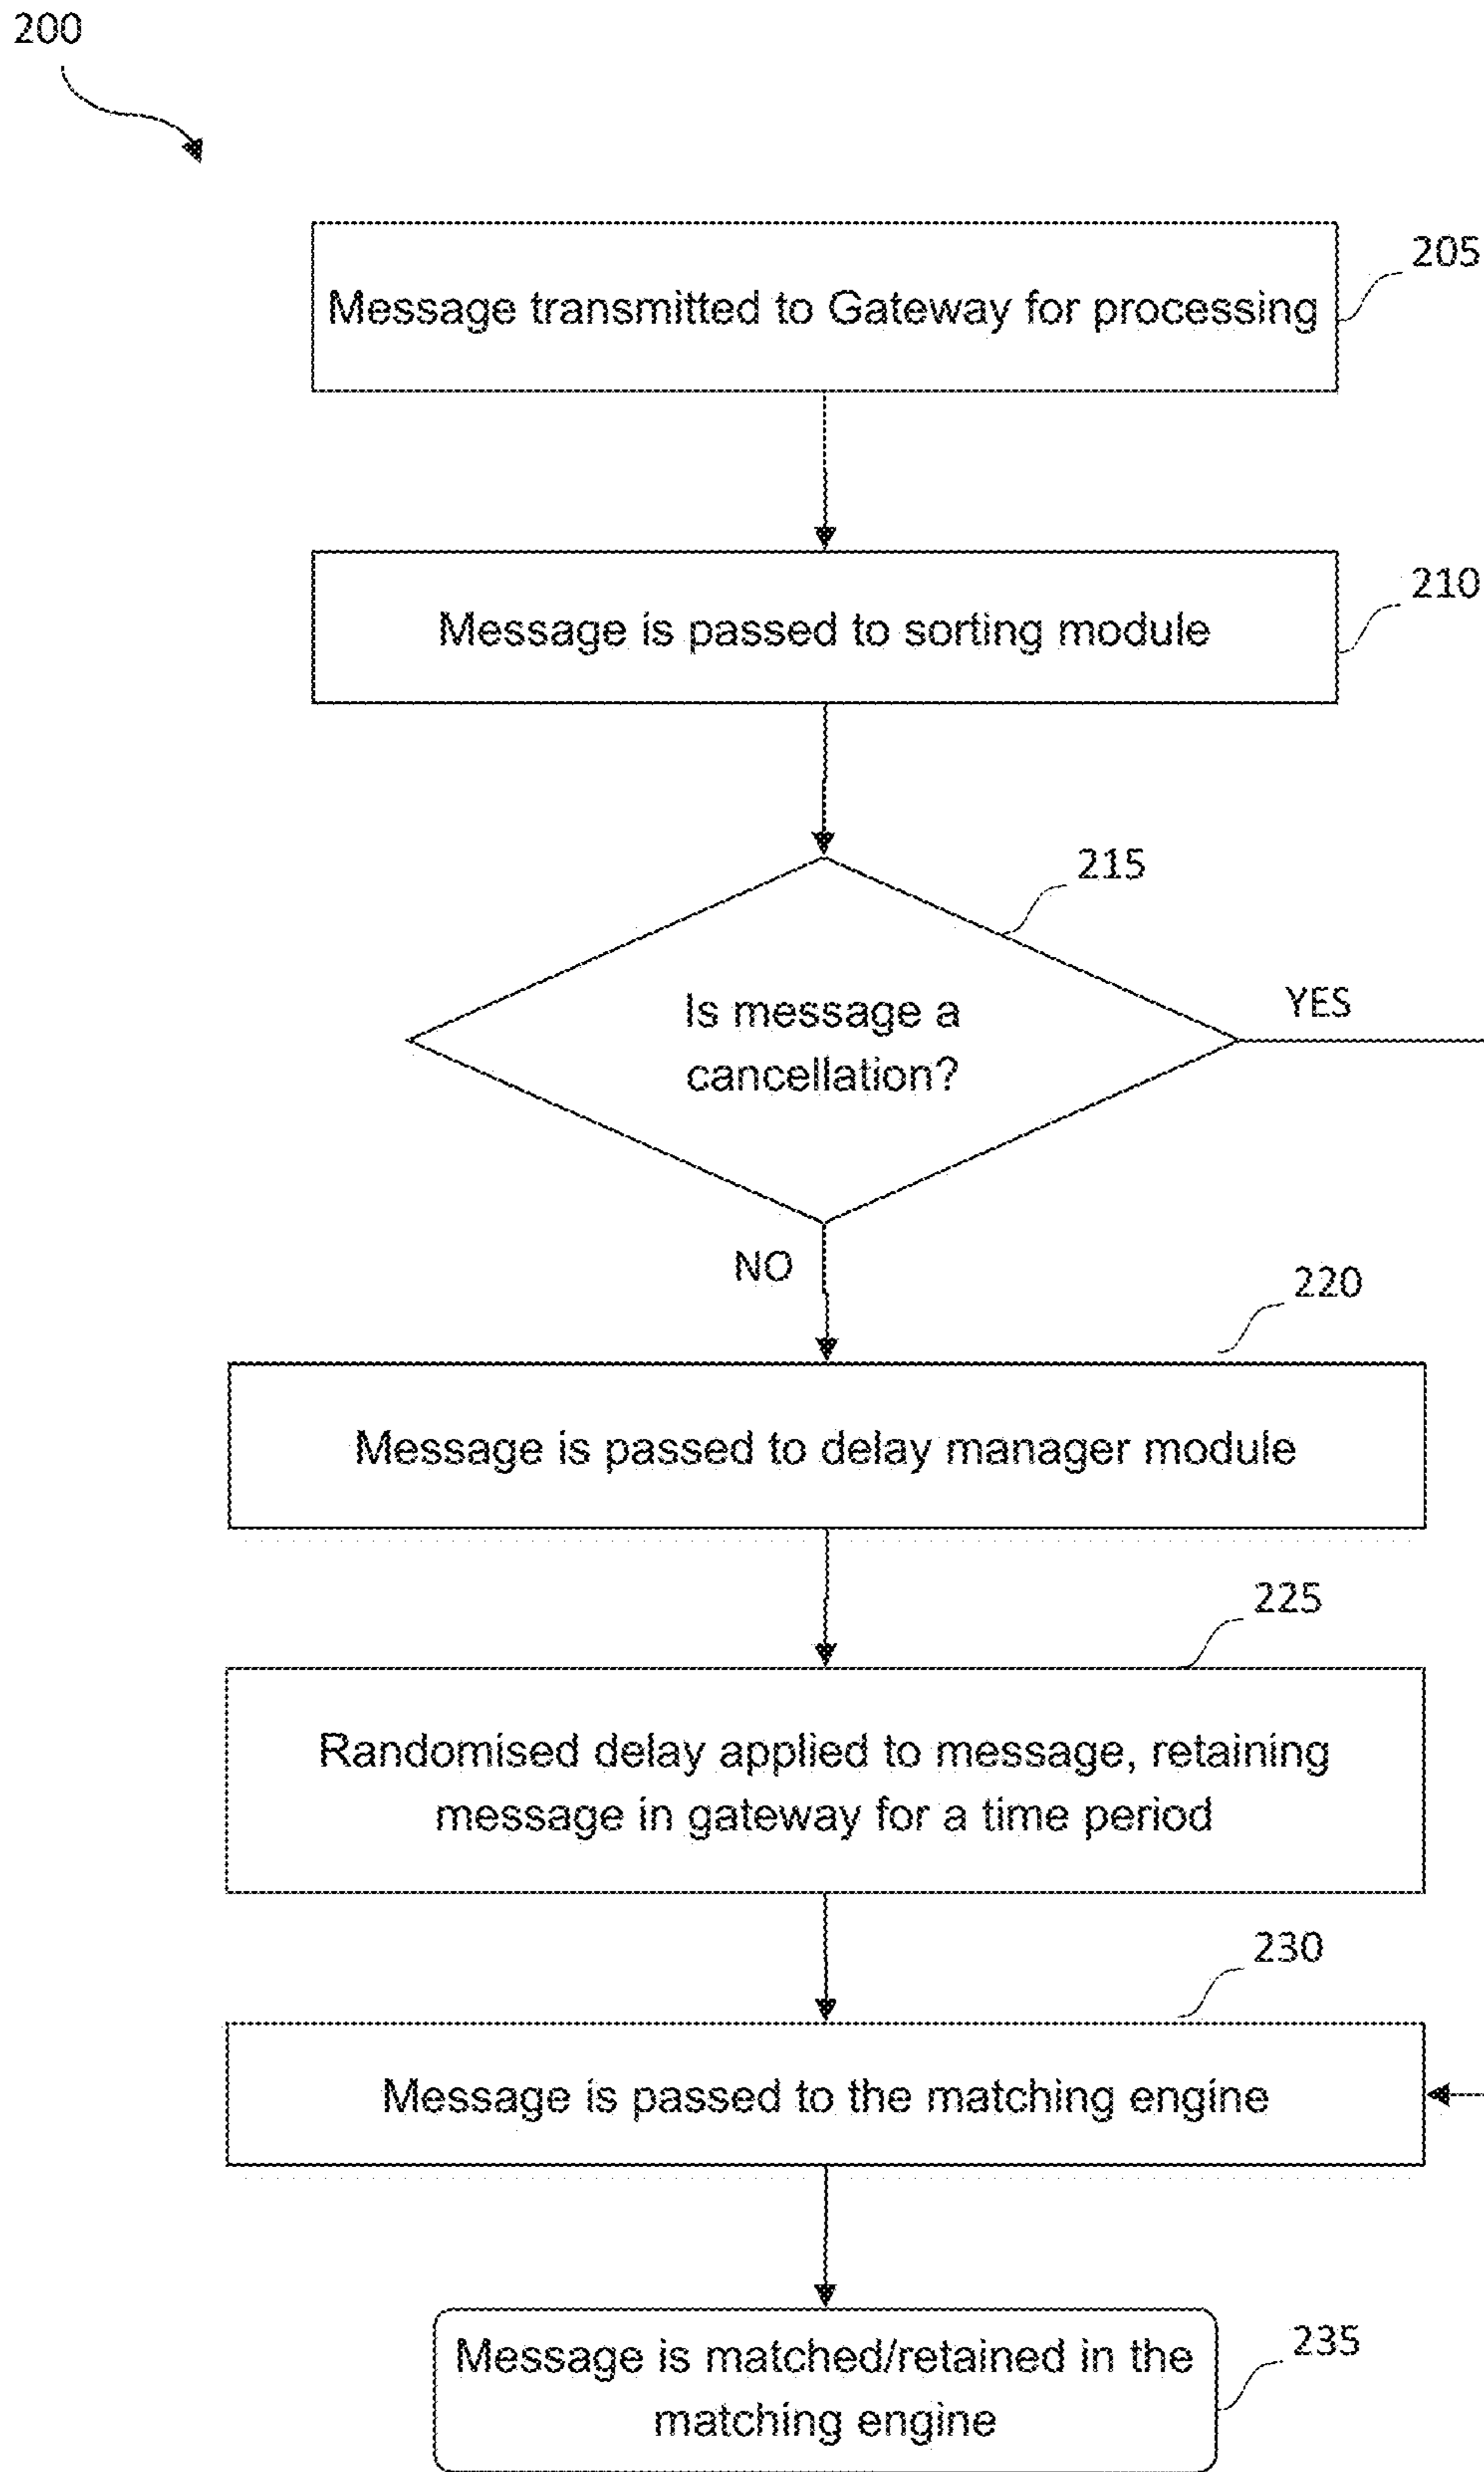 200
205
Message transmitted to Gateway for processing
210
Message is passed to sorting module
215
Is message a
cancellation?
YES
NO
220
Message is passed to delay manager module
225
Randomised delay applied to message, retaining
message in gateway for a time period
230
Message is passed to the matching engine
Message is matched/retained in the
matching engine
235